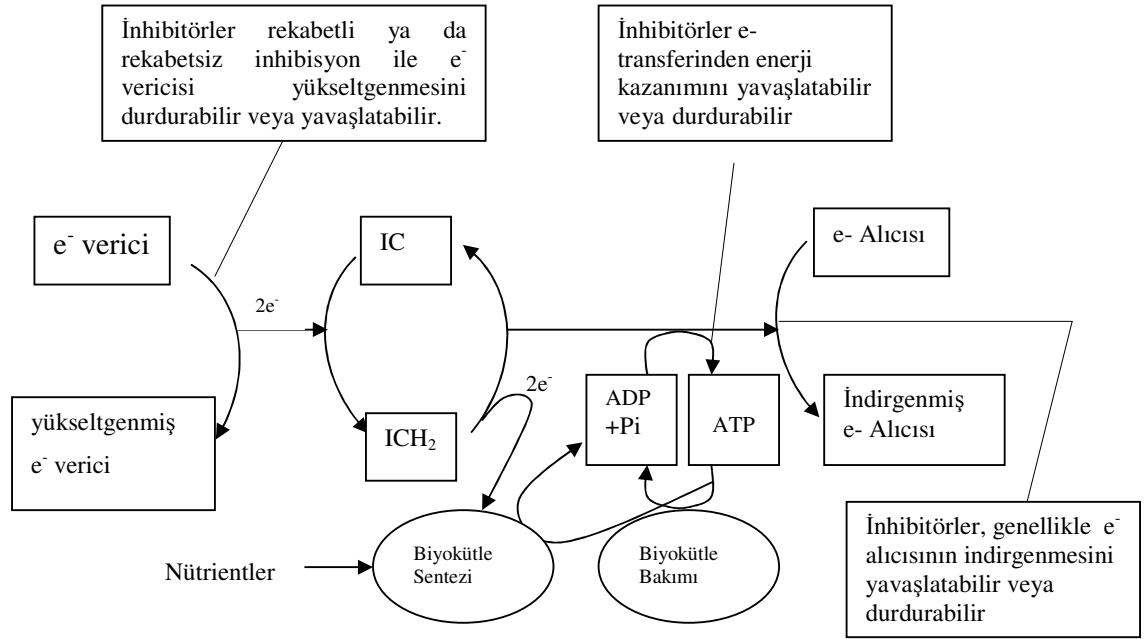 İnhibitörler rekabetli ya da
rekabetsiz inhibisyon ile e⁻
vericisi yükseltgenmesini
durdurabilir veya yavaşlatabilir.
İnhibitörler e-
transferinden enerji
kazanımını yavaşlatabilir
veya durdurabilir
e⁻ verici
IC
e- Alıcısı
2e⁻
2e⁻
yükseltgenmiş
e⁻ verici
ICH₂
ADP
+Pi
ATP
İndirgenmiş
e- Alıcısı
Nütrientler
Biyokütle
Sentezi
Biyokütle
Bakımı
İnhibitörler, genellikle e⁻
alıcısının indirgenmesini
yavaşlatabilir veya
durdurabilir